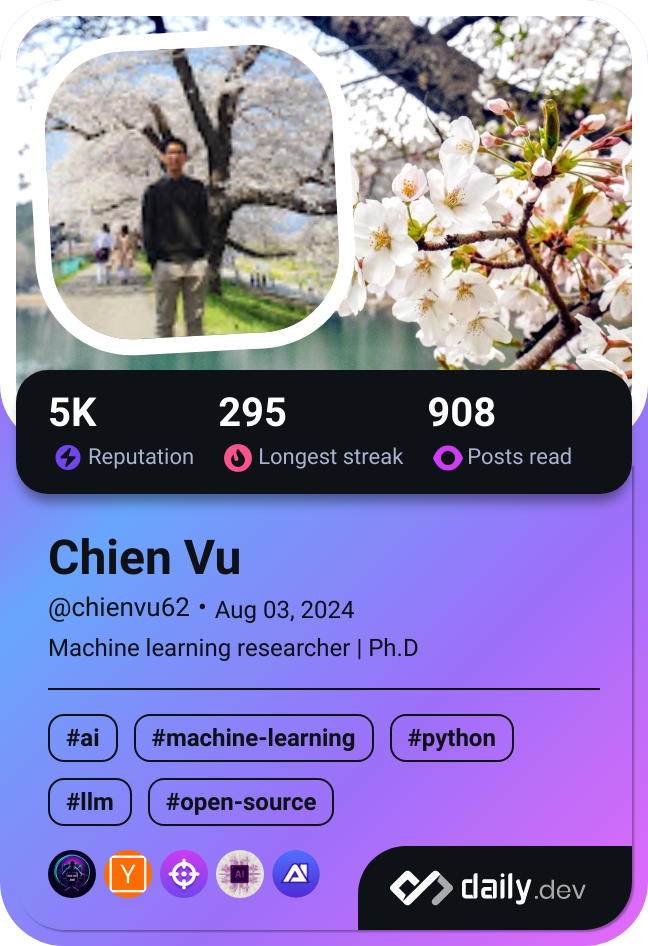 5K 295 908
Reputation Longest streak Posts read
Chien Vu
@chienvu62 • Aug 03, 2024
Machine learning researcher | Ph.D
#ai #machine-learning #python
#llm #open-source
Y AI
daily.dev